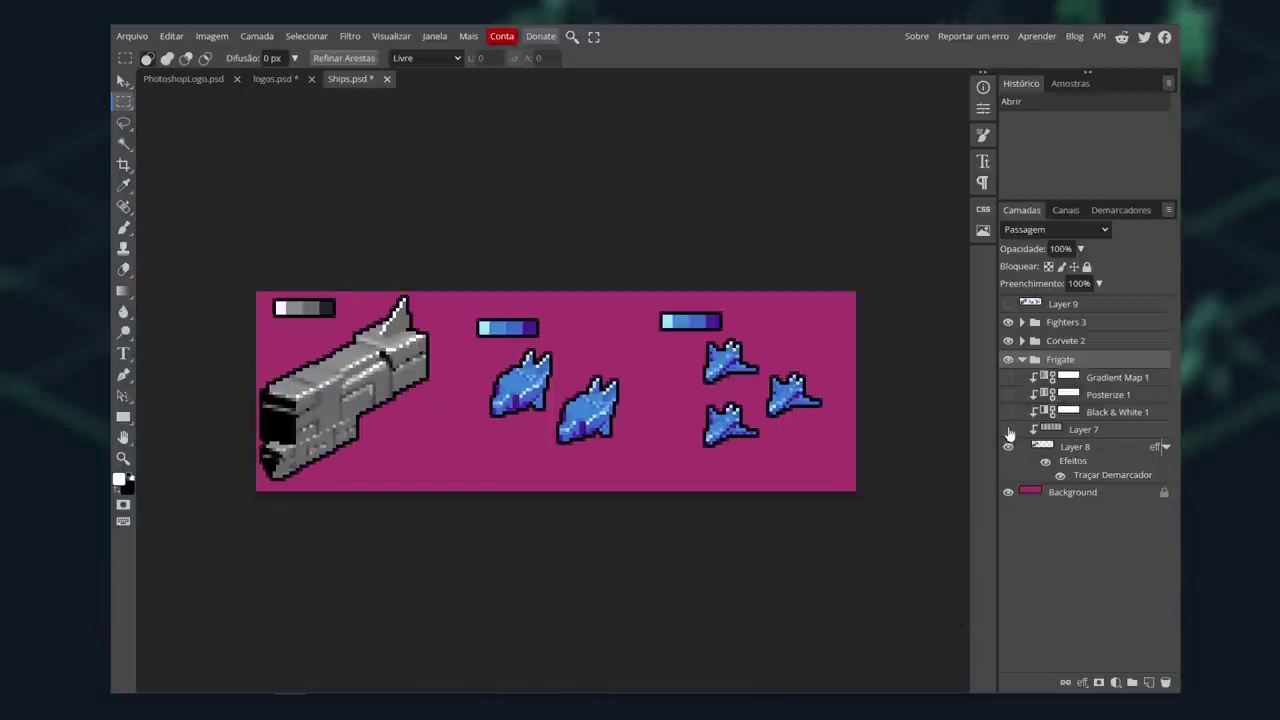 Arquivo Editar Imagem Camada Selecionar Filtro Visualizar Janela Mais Conta Donate Sobre Reportar um erro Aprender Blog API
Difusão: 0 px Refinar Arestas Livre L: 0 A: 0
PhotoshopLogo.psd logos.psd * Ships.psd *
Histórico Amostras
Abrir
CSS
Camadas Canais Demarcadores
Passagem
Opacidade: 100%
Bloquear:
Preenchimento: 100%
Layer 9
Fighters 3
Corvete 2
Frigate
Gradient Map 1
Posterize 1
Black & White 1
Layer 7
Layer 8 eff
Efeitos
Traçar Demarcador
Background
eff